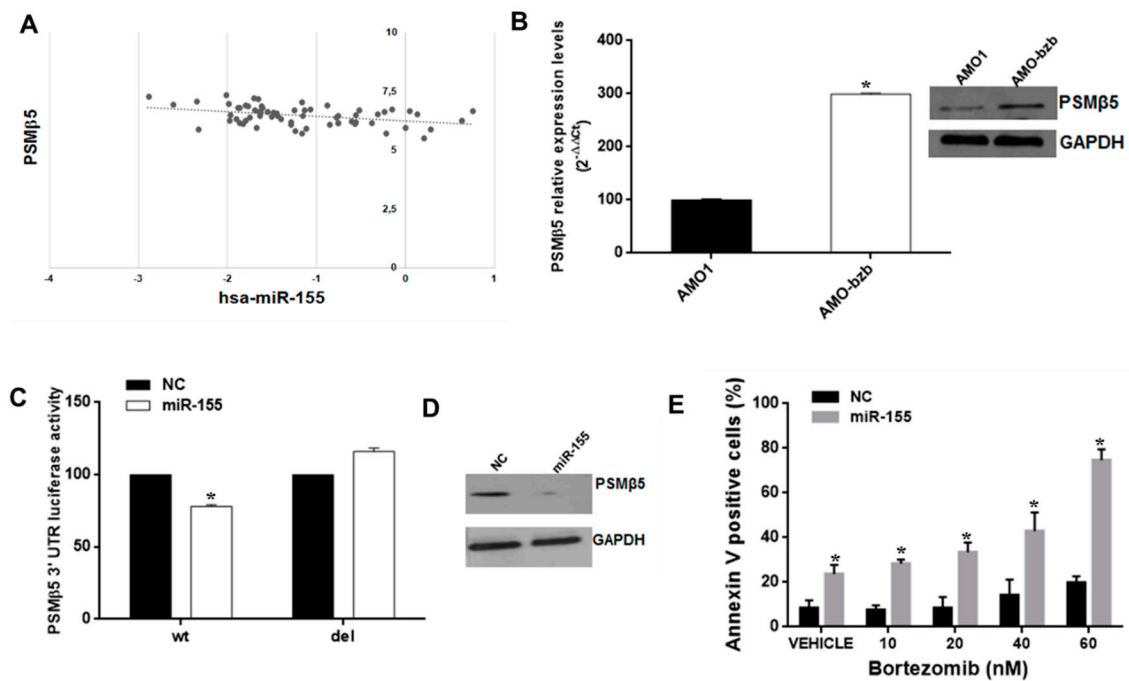 A
PSMβ5
10
7,5
5
2,5
0
-4
-3
-2
-1
0
1
hsa-miR-155
B
PSMβ5 relative expression levels
(2-ΔΔCt)
400
300
200
100
0
*
AMO1
AMO-bzb
AMO1
AMO-bzb
PSMβ5
GAPDH
C
NC
miR-155
PSMβ5 3' UTR luciferase activity
150
100
50
0
*
wt
del
D
NC
miR-155
PSMβ5
GAPDH
E
Annexin V positive cells (%)
NC
miR-155
100
80
60
40
20
0
*
*
*
*
*
VEHICLE
10
20
40
60
Bortezomib (nM)